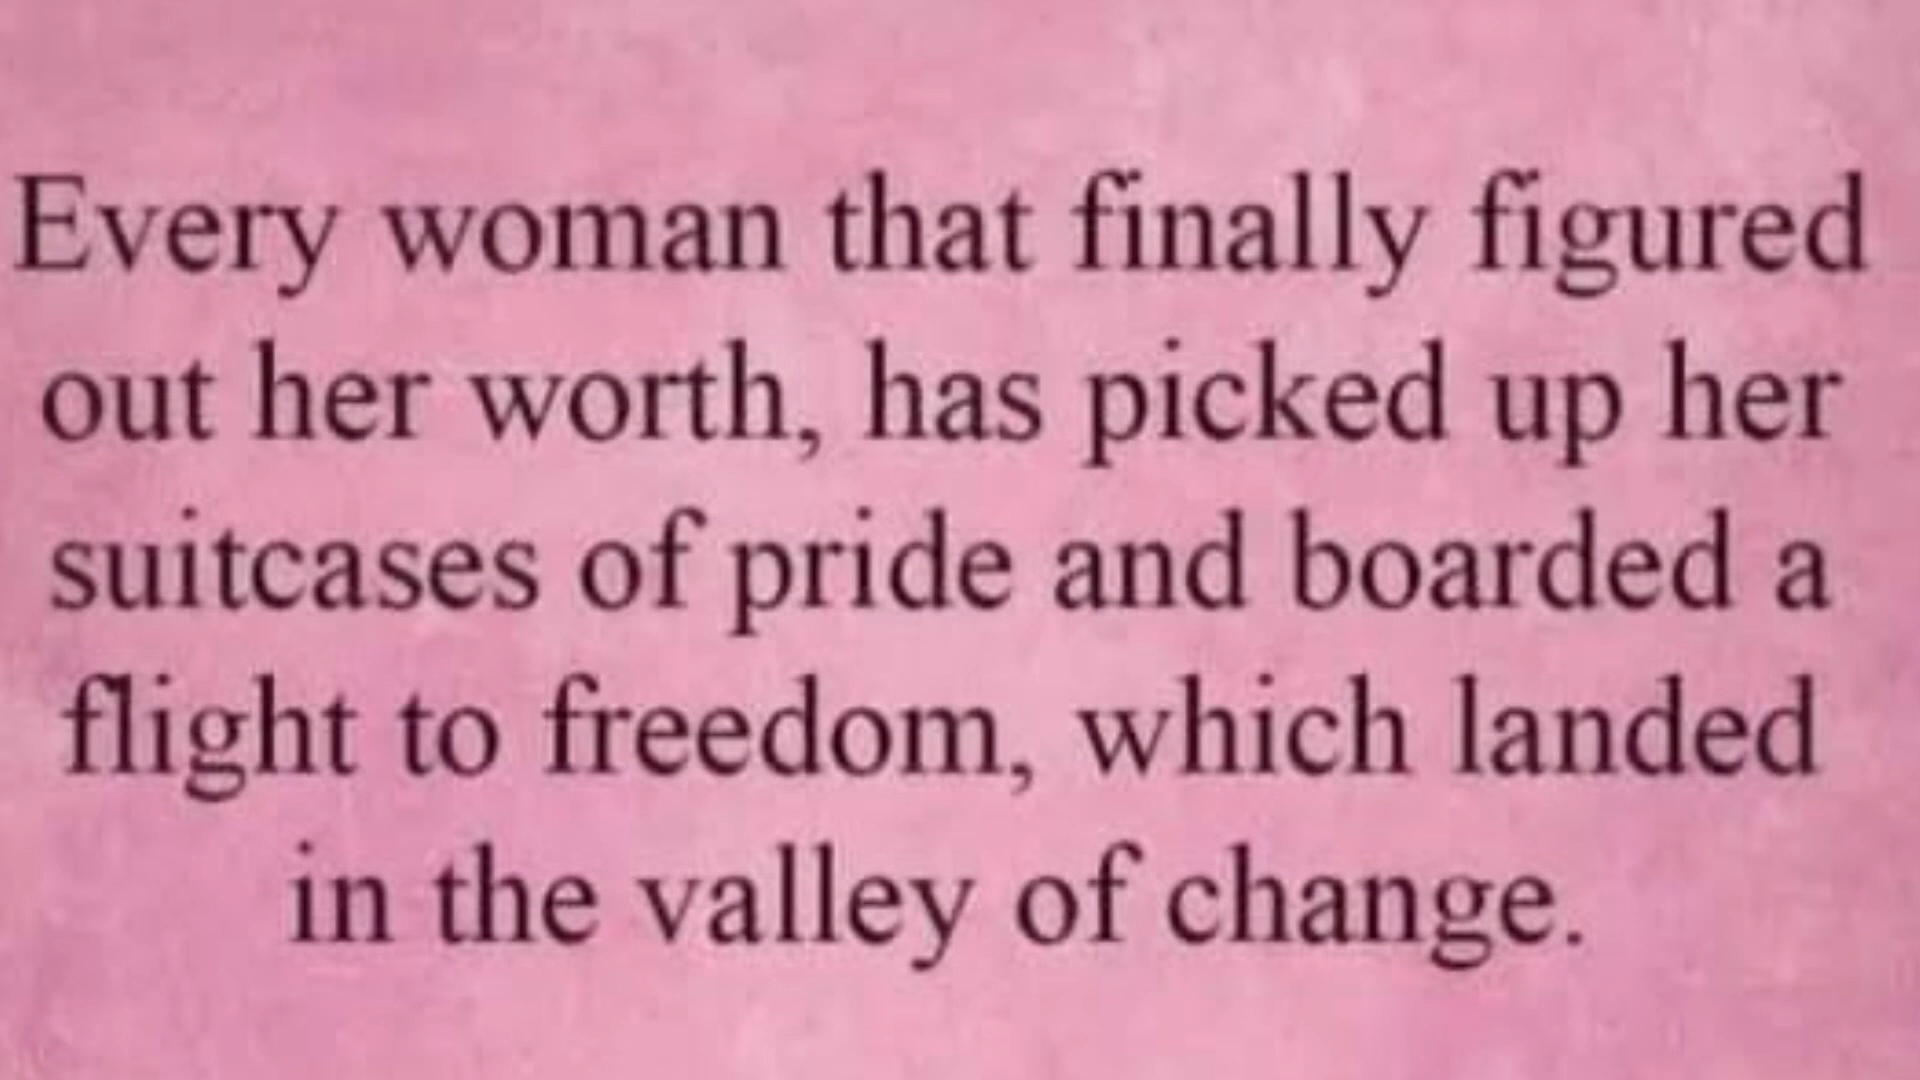 Every woman that finally figured
out her worth, has picked up her
suitcases of pride and boarded a
flight to freedom, which landed
in the valley of change.